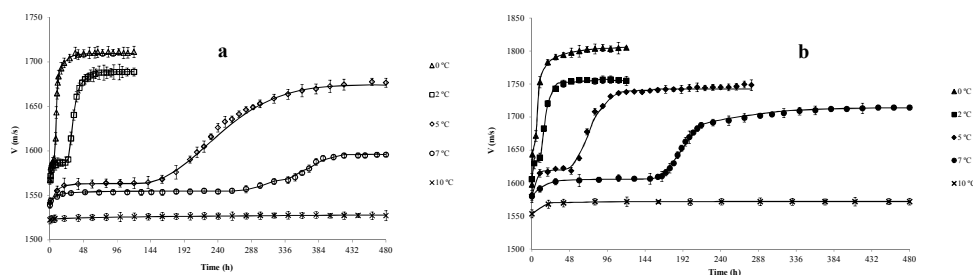 a
V (m/s)
1750
1700
1650
1600
1550
1500
0 48 96 144 192 240 288 336 384 432 480
Time (h)
0 ºC
2 ºC
5 ºC
7 ºC
10 ºC
b
V (m/s)
1850
1800
1750
1700
1650
1600
1550
1500
0 48 96 144 192 240 288 336 384 432 480
Time (h)
0 ºC
2 ºC
5 ºC
7 ºC
10 ºC